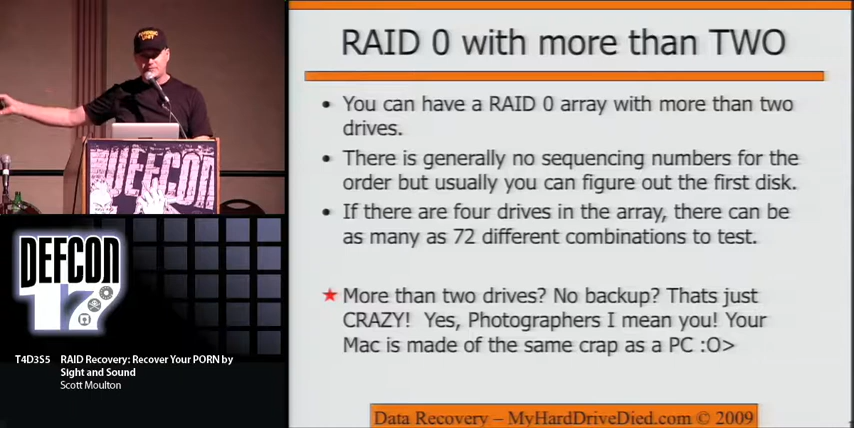 FORENSIC
UNIT
DEFCON
DEFCON
17
T4D3S5 RAID Recovery: Recover Your PORN by
Sight and Sound
Scott Moulton
RAID 0 with more than TWO
• You can have a RAID 0 array with more than two
drives.
• There is generally no sequencing numbers for the
order but usually you can figure out the first disk.
• If there are four drives in the array, there can be
as many as 72 different combinations to test.
★ More than two drives? No backup? Thats just
CRAZY! Yes, Photographers I mean you! Your
Mac is made of the same crap as a PC :O>
Data Recovery – MyHardDriveDied.com © 2009